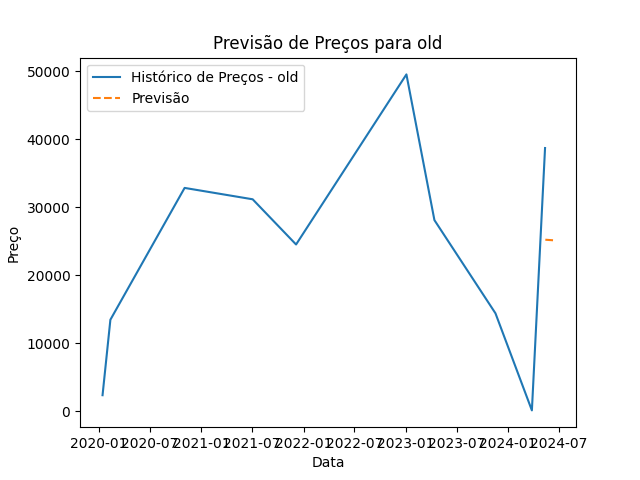 Previsão de Preços para old
Histórico de Preços - old
Previsão
Preço
50000
40000
30000
20000
10000
0
2020-01 2020-07 2021-01 2021-07 2022-01 2022-07 2023-01 2023-07 2024-01 2024-07
Data